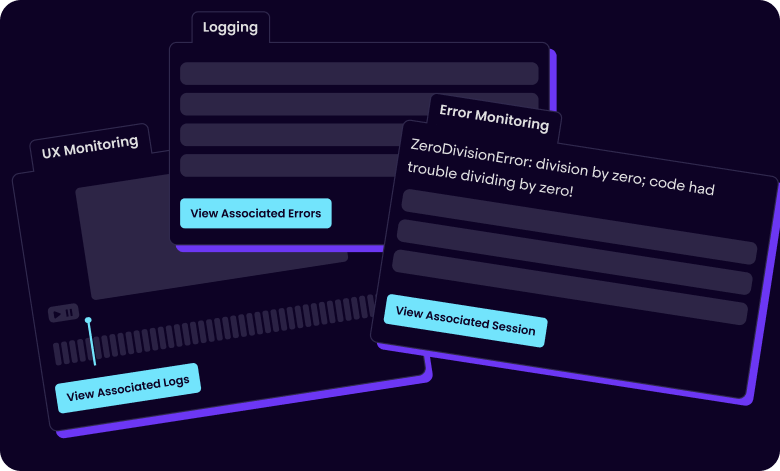 Logging
View Associated Errors
UX Monitoring
View Associated Logs
Error Monitoring
ZeroDivisionError: division by zero; code had
trouble dividing by zero!
View Associated Session